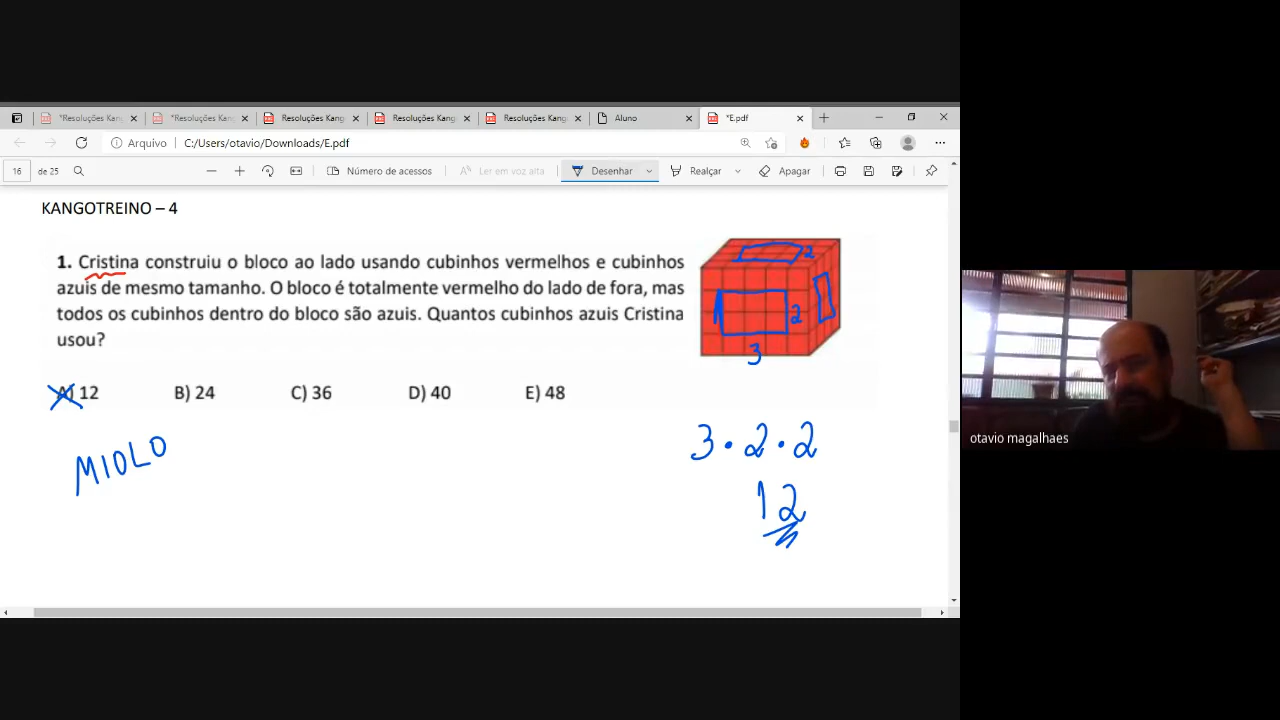 *Resoluções Kang
*Resoluções Kang
Resoluções Kang
Resoluções Kang
Resoluções Kang
Aluno
*E.pdf
Arquivo C:/Users/otavio/Downloads/E.pdf
16 de 25
Número de acessos
Ler em voz alta
Desenhar
Realçar
Apagar
KANGOTREINO – 4
1. Cristina construiu o bloco ao lado usando cubinhos vermelhos e cubinhos
azuis de mesmo tamanho. O bloco é totalmente vermelho do lado de fora, mas
todos os cubinhos dentro do bloco são azuis. Quantos cubinhos azuis Cristina
usou?
2
2
3
A) 12 B) 24 C) 36 D) 40 E) 48
MIOLO
3 · 2 · 2
12
otavio magalhaes